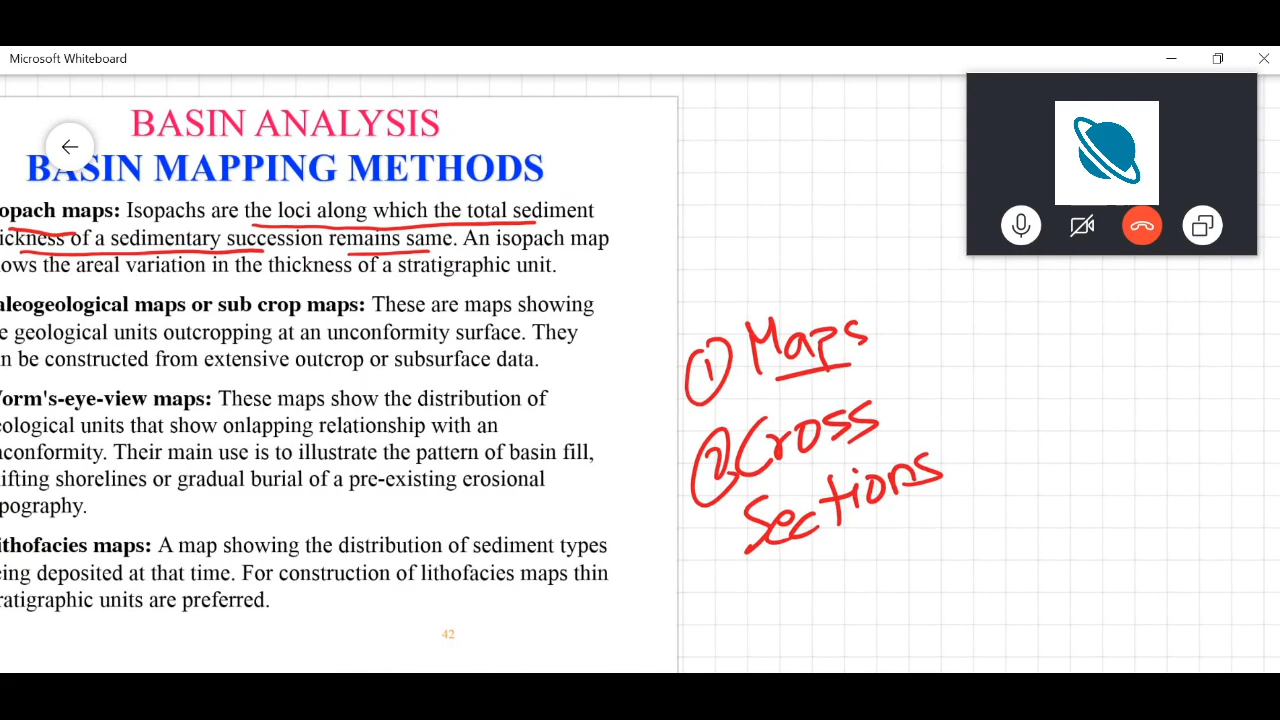 Microsoft Whiteboard
BASIN ANALYSIS
BASIN MAPPING METHODS
opach maps: Isopachs are the loci along which the total sediment
ickness of a sedimentary succession remains same. An isopach map
ows the areal variation in the thickness of a stratigraphic unit.
aleogeological maps or sub crop maps: These are maps showing
e geological units outcropping at an unconformity surface. They
n be constructed from extensive outcrop or subsurface data.
orm's-eye-view maps: These maps show the distribution of
eological units that show onlapping relationship with an
conformity. Their main use is to illustrate the pattern of basin fill,
ifting shorelines or gradual burial of a pre-existing erosional
pography.
ithofacies maps: A map showing the distribution of sediment types
eing deposited at that time. For construction of lithofacies maps thin
ratigraphic units are preferred.
42
① Maps
② Cross
Sections